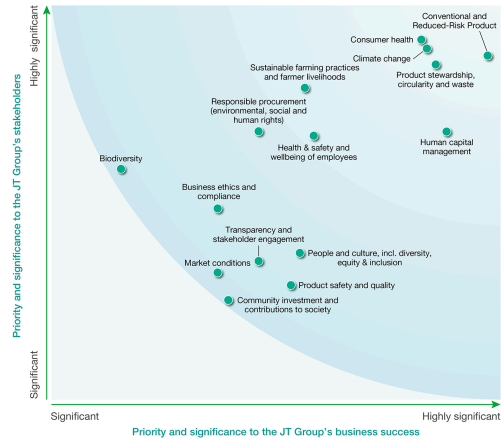 Conventional and
Reduced-Risk Product
Consumer health
Climate change
Product stewardship,
circularity and waste
Sustainable farming practices
and farmer livelihoods
Responsible procurement
(environmental, social and
human rights)
Health & safety and
wellbeing of employees
Human capital
management
Biodiversity
Business ethics and
compliance
Transparency and
stakeholder engagement
People and culture, incl. diversity,
equity & inclusion
Market conditions
Product safety and quality
Community investment and
contributions to society
Highly significant
Priority and significance to the JT Group's stakeholders
Significant
Significant
Highly significant
Priority and significance to the JT Group's business success